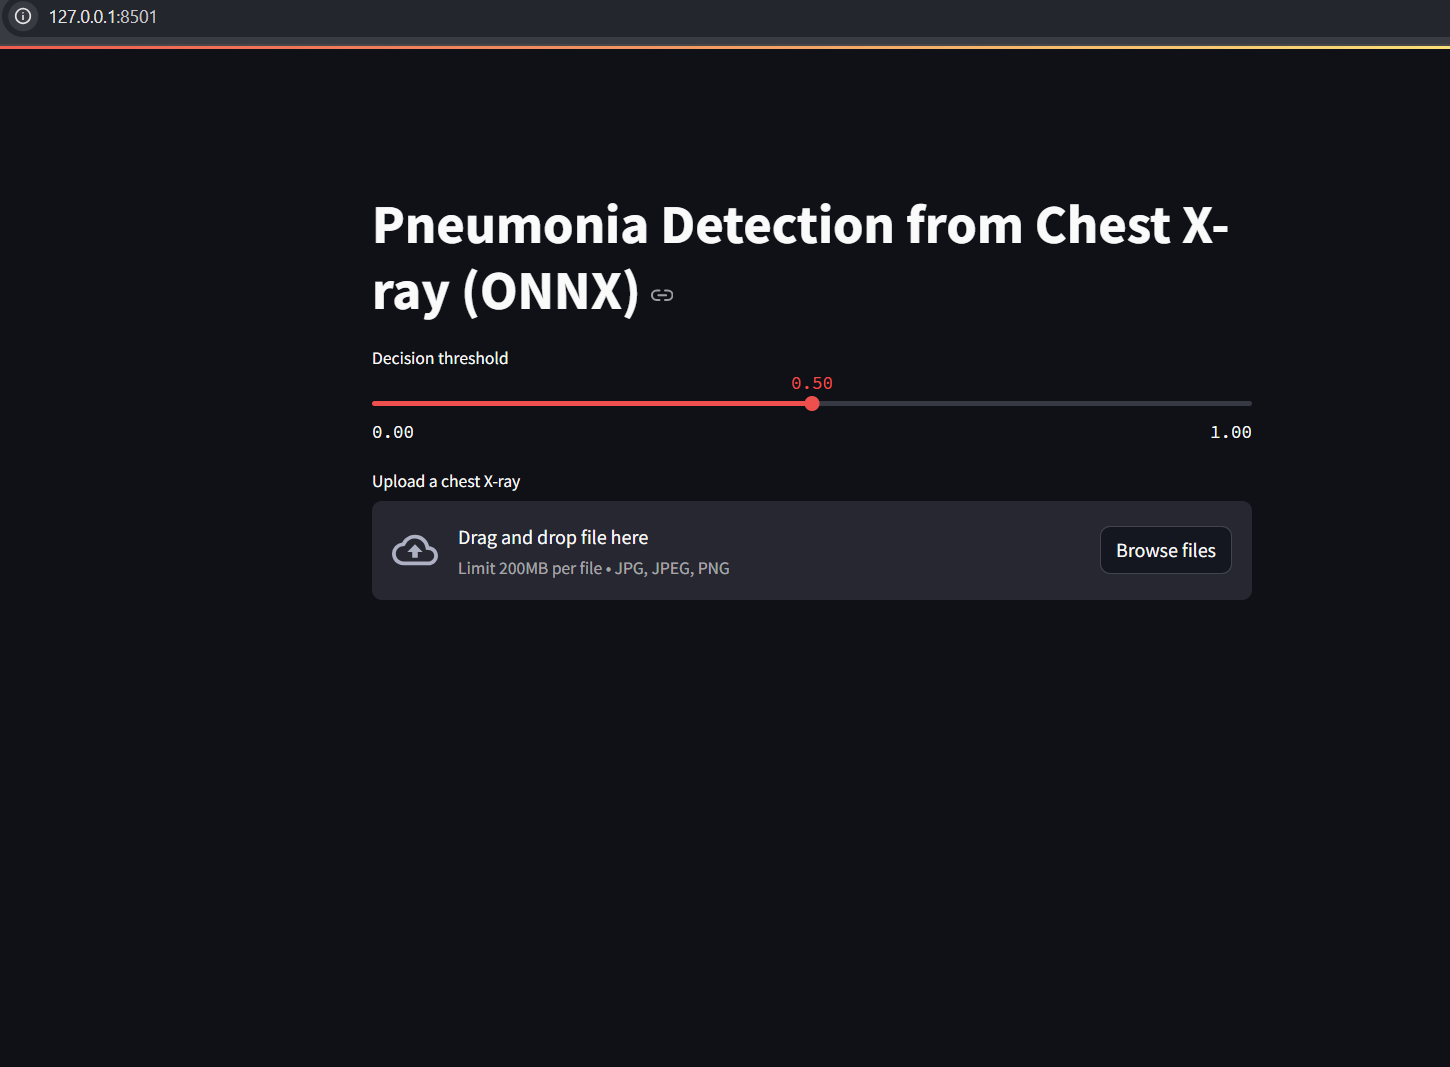 127.0.0.1:8501
Pneumonia Detection from Chest X-
ray (ONNX)
Decision threshold
0.50
0.00 1.00
Upload a chest X-ray
Drag and drop file here
Limit 200MB per file • JPG, JPEG, PNG
Browse files